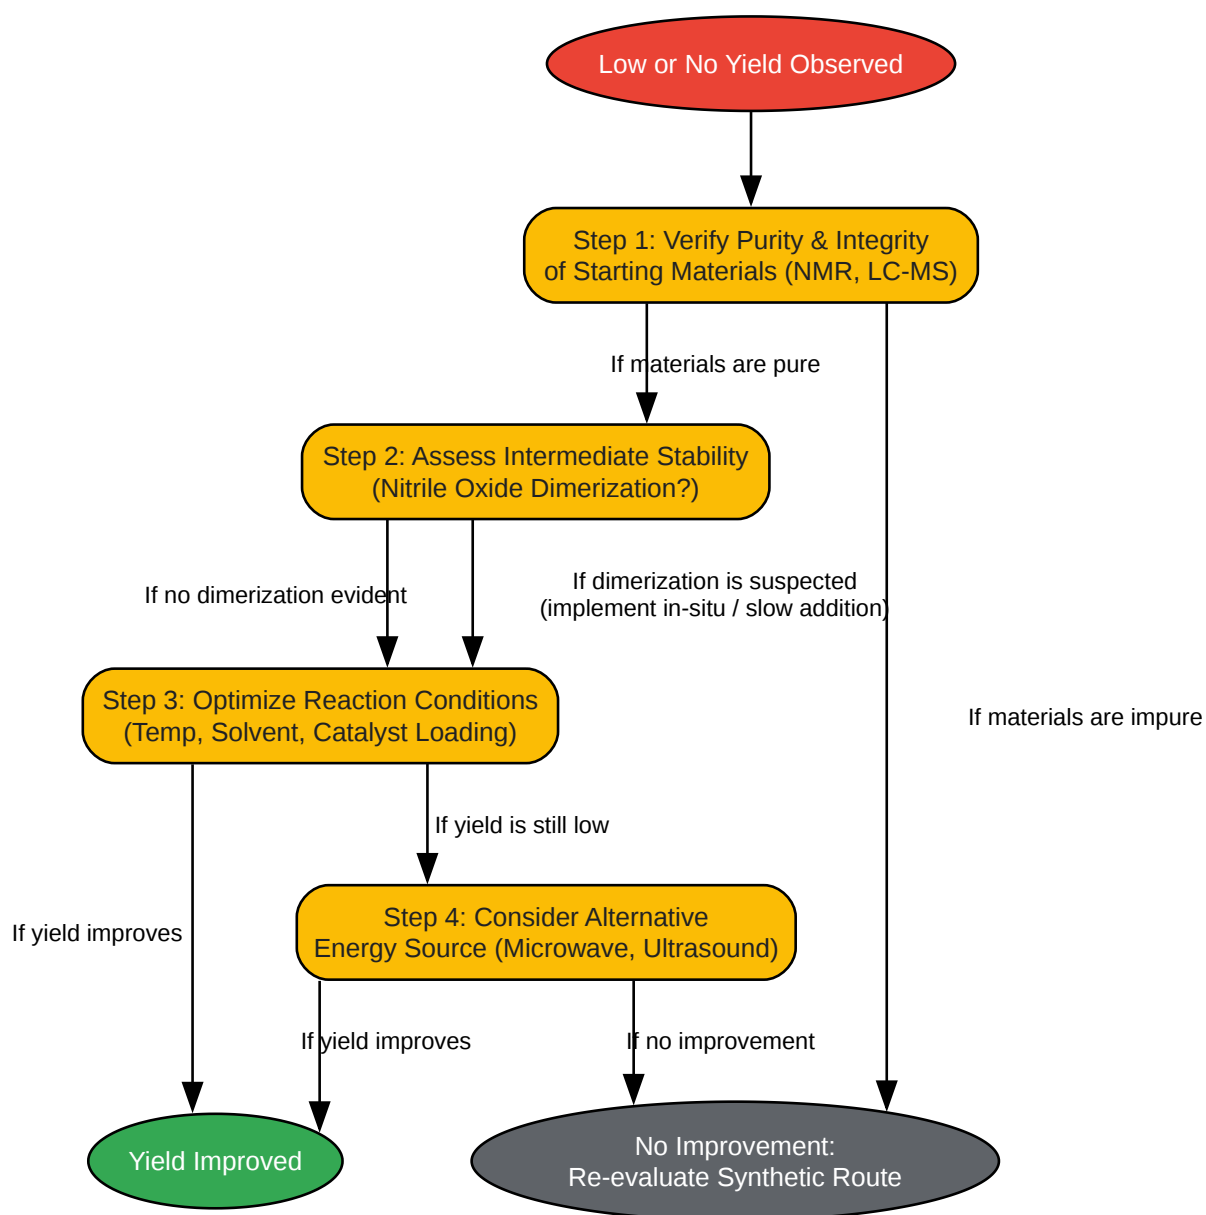 Low or No Yield Observed
Step 1: Verify Purity & Integrity
of Starting Materials (NMR, LC-MS)
If materials are pure
Step 2: Assess Intermediate Stability
(Nitrile Oxide Dimerization?)
If no dimerization evident
If dimerization is suspected
(implement in-situ / slow addition)
Step 3: Optimize Reaction Conditions
(Temp, Solvent, Catalyst Loading)
If materials are impure
If yield is still low
Step 4: Consider Alternative
Energy Source (Microwave, Ultrasound)
If yield improves
If yield improves
If no improvement
Yield Improved
No Improvement:
Re-evaluate Synthetic Route